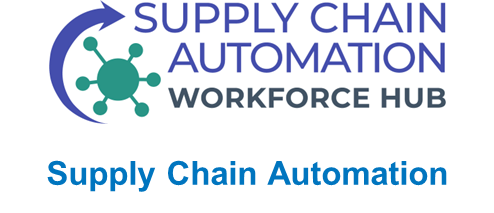 SUPPLY CHAIN
AUTOMATION
WORKFORCE HUB
Supply Chain Automation